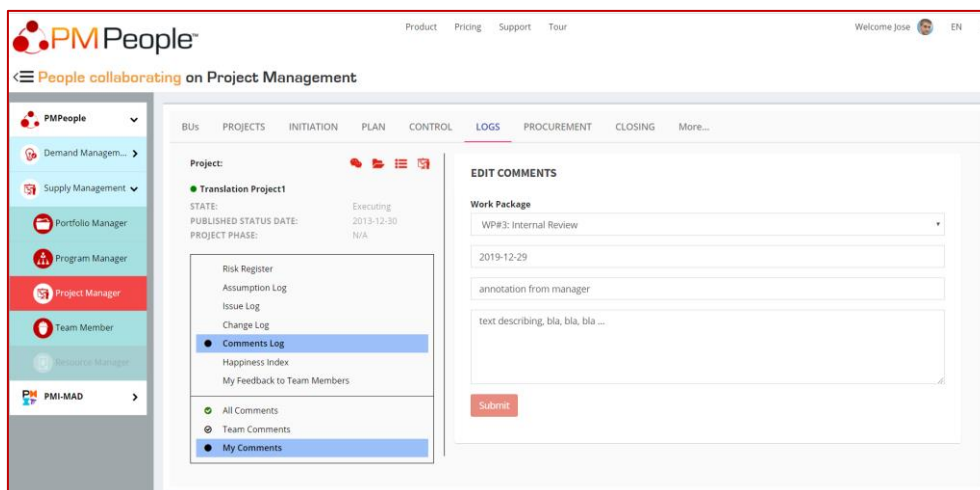 PMPeople™
Product Pricing Support Tour
Welcome Jose EN
People collaborating on Project Management
PMPeople
Demand Managem...
Supply Management
Portfolio Manager
Program Manager
Project Manager
Team Member
Resource Manager
PMI-MAD
BUs PROJECTS INITIATION PLAN CONTROL LOGS PROCUREMENT CLOSING More...
Project:
Translation Project1
STATE: Executing
PUBLISHED STATUS DATE: 2013-12-30
PROJECT PHASE: N/A
Risk Register
Assumption Log
Issue Log
Change Log
Comments Log
Happiness Index
My Feedback to Team Members
All Comments
Team Comments
My Comments
EDIT COMMENTS
Work Package
WP#3: Internal Review
2019-12-29
annotation from manager
text describing, bla, bla, bla ...
Submit